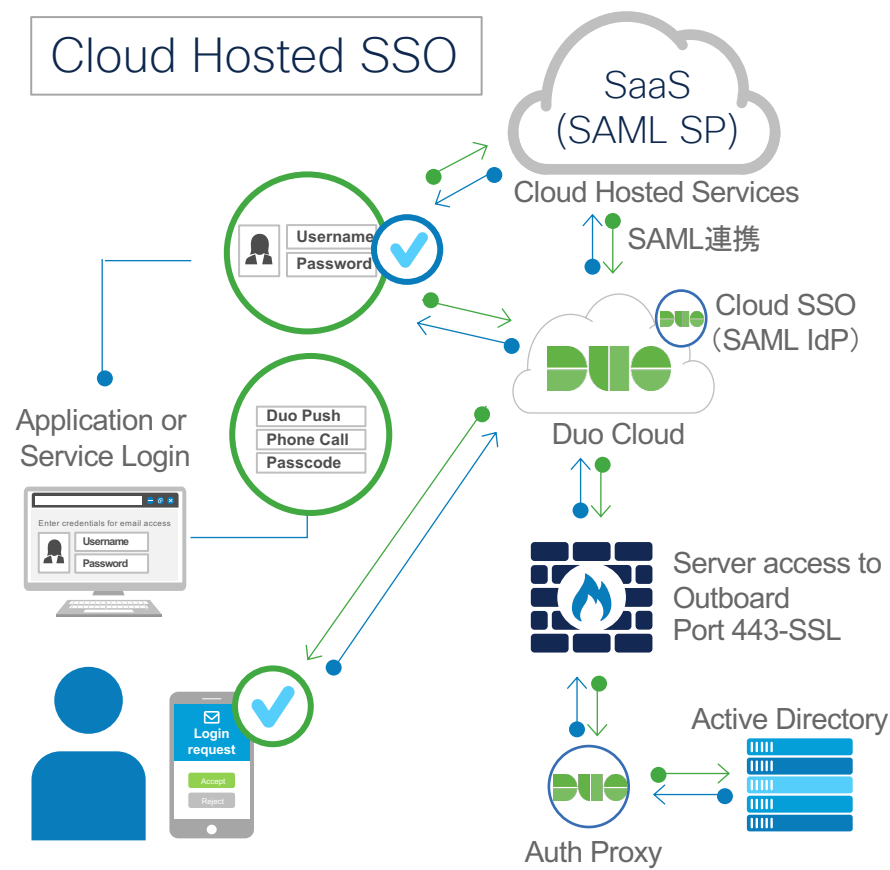 Cloud Hosted SSO
SaaS
(SAML SP)
Cloud Hosted Services
SAML連携
Username
Password
Cloud SSO
（SAML IdP）
DUO
DUO
Duo Cloud
Duo Push
Phone Call
Passcode
Application or
Service Login
Enter credentials for email access
Username
Password
Server access to
Outboard
Port 443-SSL
Login
request
Accept
Reject
Active Directory
DUO
Auth Proxy